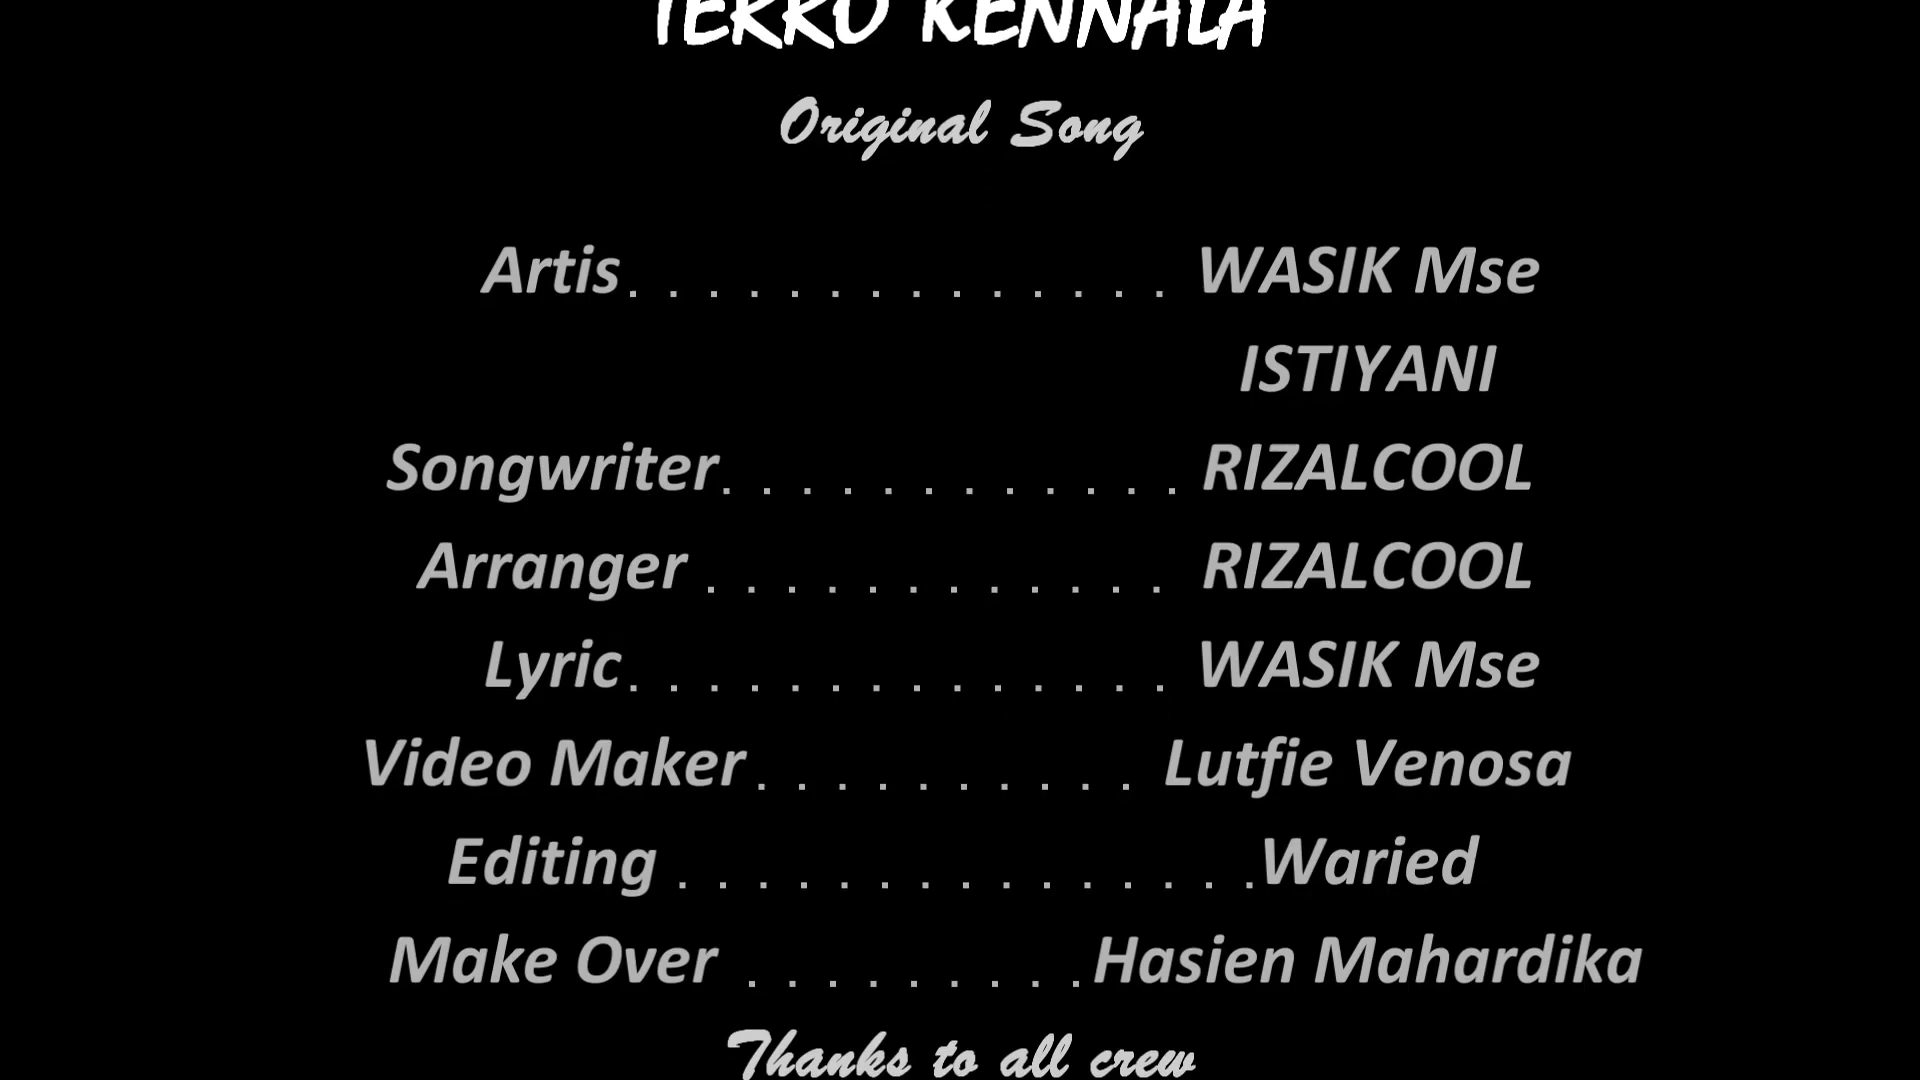 TERRO KENNALA
Original Song
Artis . . . . . . . . . . . . . . WASIK Mse
ISTIYANI
Songwriter . . . . . . . . . . . . RIZALCOOL
Arranger . . . . . . . . . . . . RIZALCOOL
Lyric . . . . . . . . . . . . . . WASIK Mse
Video Maker . . . . . . . . . . Lutfie Venosa
Editing . . . . . . . . . . . . . . . Waried
Make Over . . . . . . . . . Hasien Mahardika
Thanks to all crew